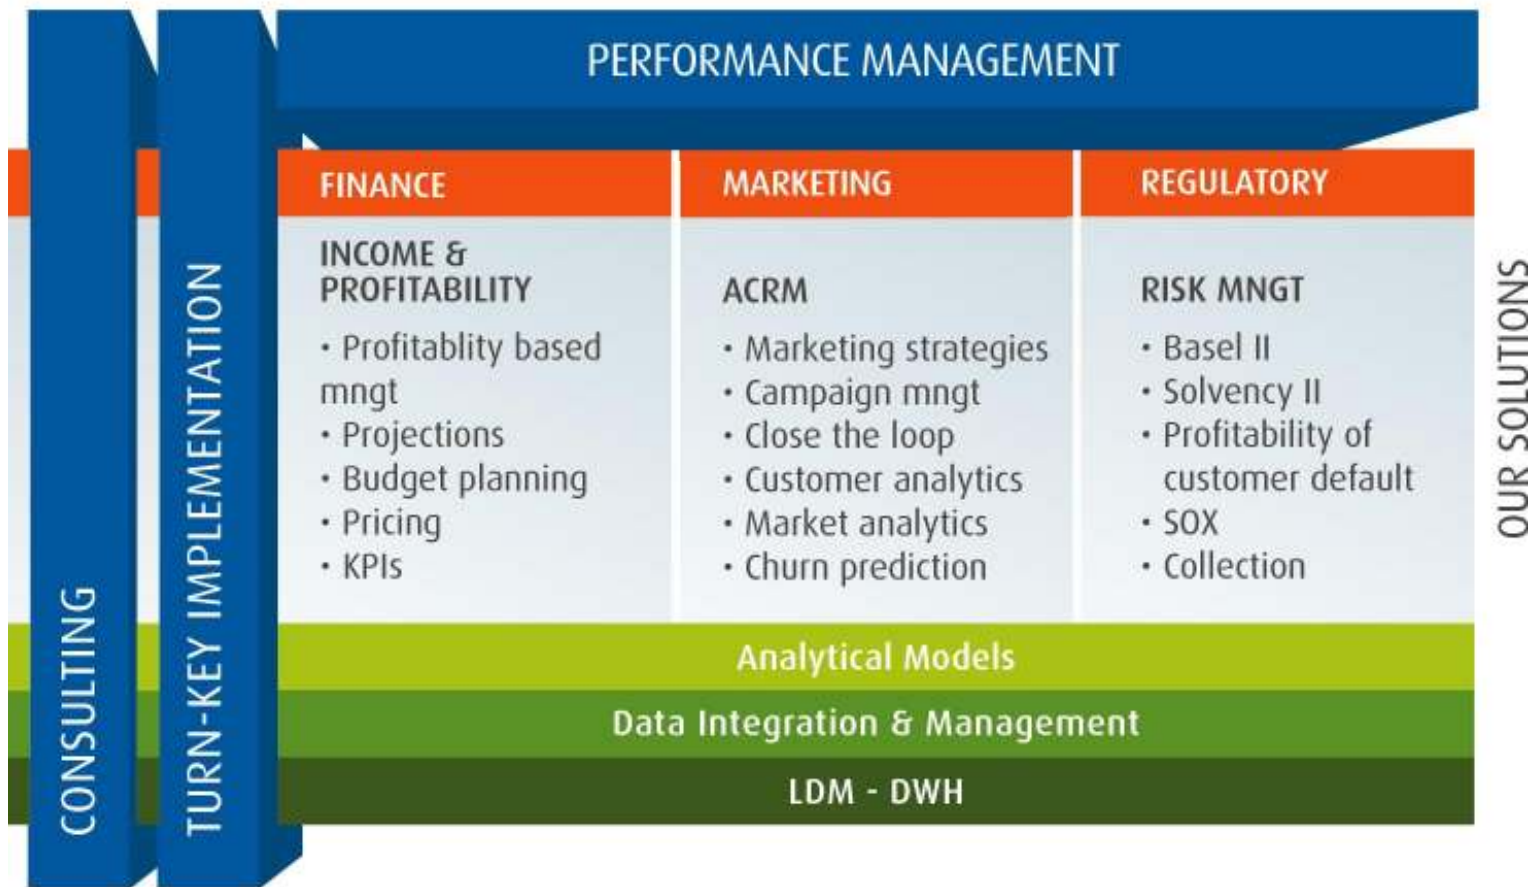 PERFORMANCE MANAGEMENT
CONSULTING
TURN-KEY IMPLEMENTATION
FINANCE
INCOME &
PROFITABILITY
• Profitablity based
mngt
• Projections
• Budget planning
• Pricing
• KPIs
MARKETING
ACRM
• Marketing strategies
• Campaign mngt
• Close the loop
• Customer analytics
• Market analytics
• Churn prediction
REGULATORY
RISK MNGT
• Basel II
• Solvency II
• Profitability of
customer default
• SOX
• Collection
Analytical Models
Data Integration & Management
LDM - DWH
OUR SOLUTIONS